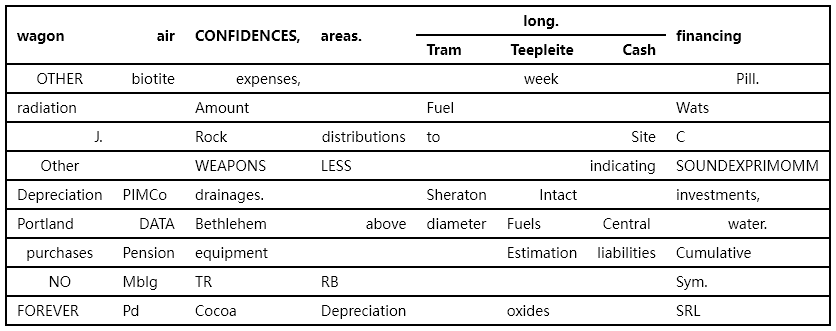 long.
wagon air CONFIDENCES, areas. financing
Tram Teepleite Cash
OTHER biotite expenses, week Pill.
radiation Amount Fuel Wats
J. Rock distributions to Site C
Other WEAPONS LESS indicating SOUNDEXPRIMOMM
Depreciation PIMCo drainages. Sheraton Intact investments,
Portland DATA Bethlehem above diameter Fuels Central water.
purchases Pension equipment Estimation liabilities Cumulative
NO Mblg TR RB Sym.
FOREVER Pd Cocoa Depreciation oxides SRL